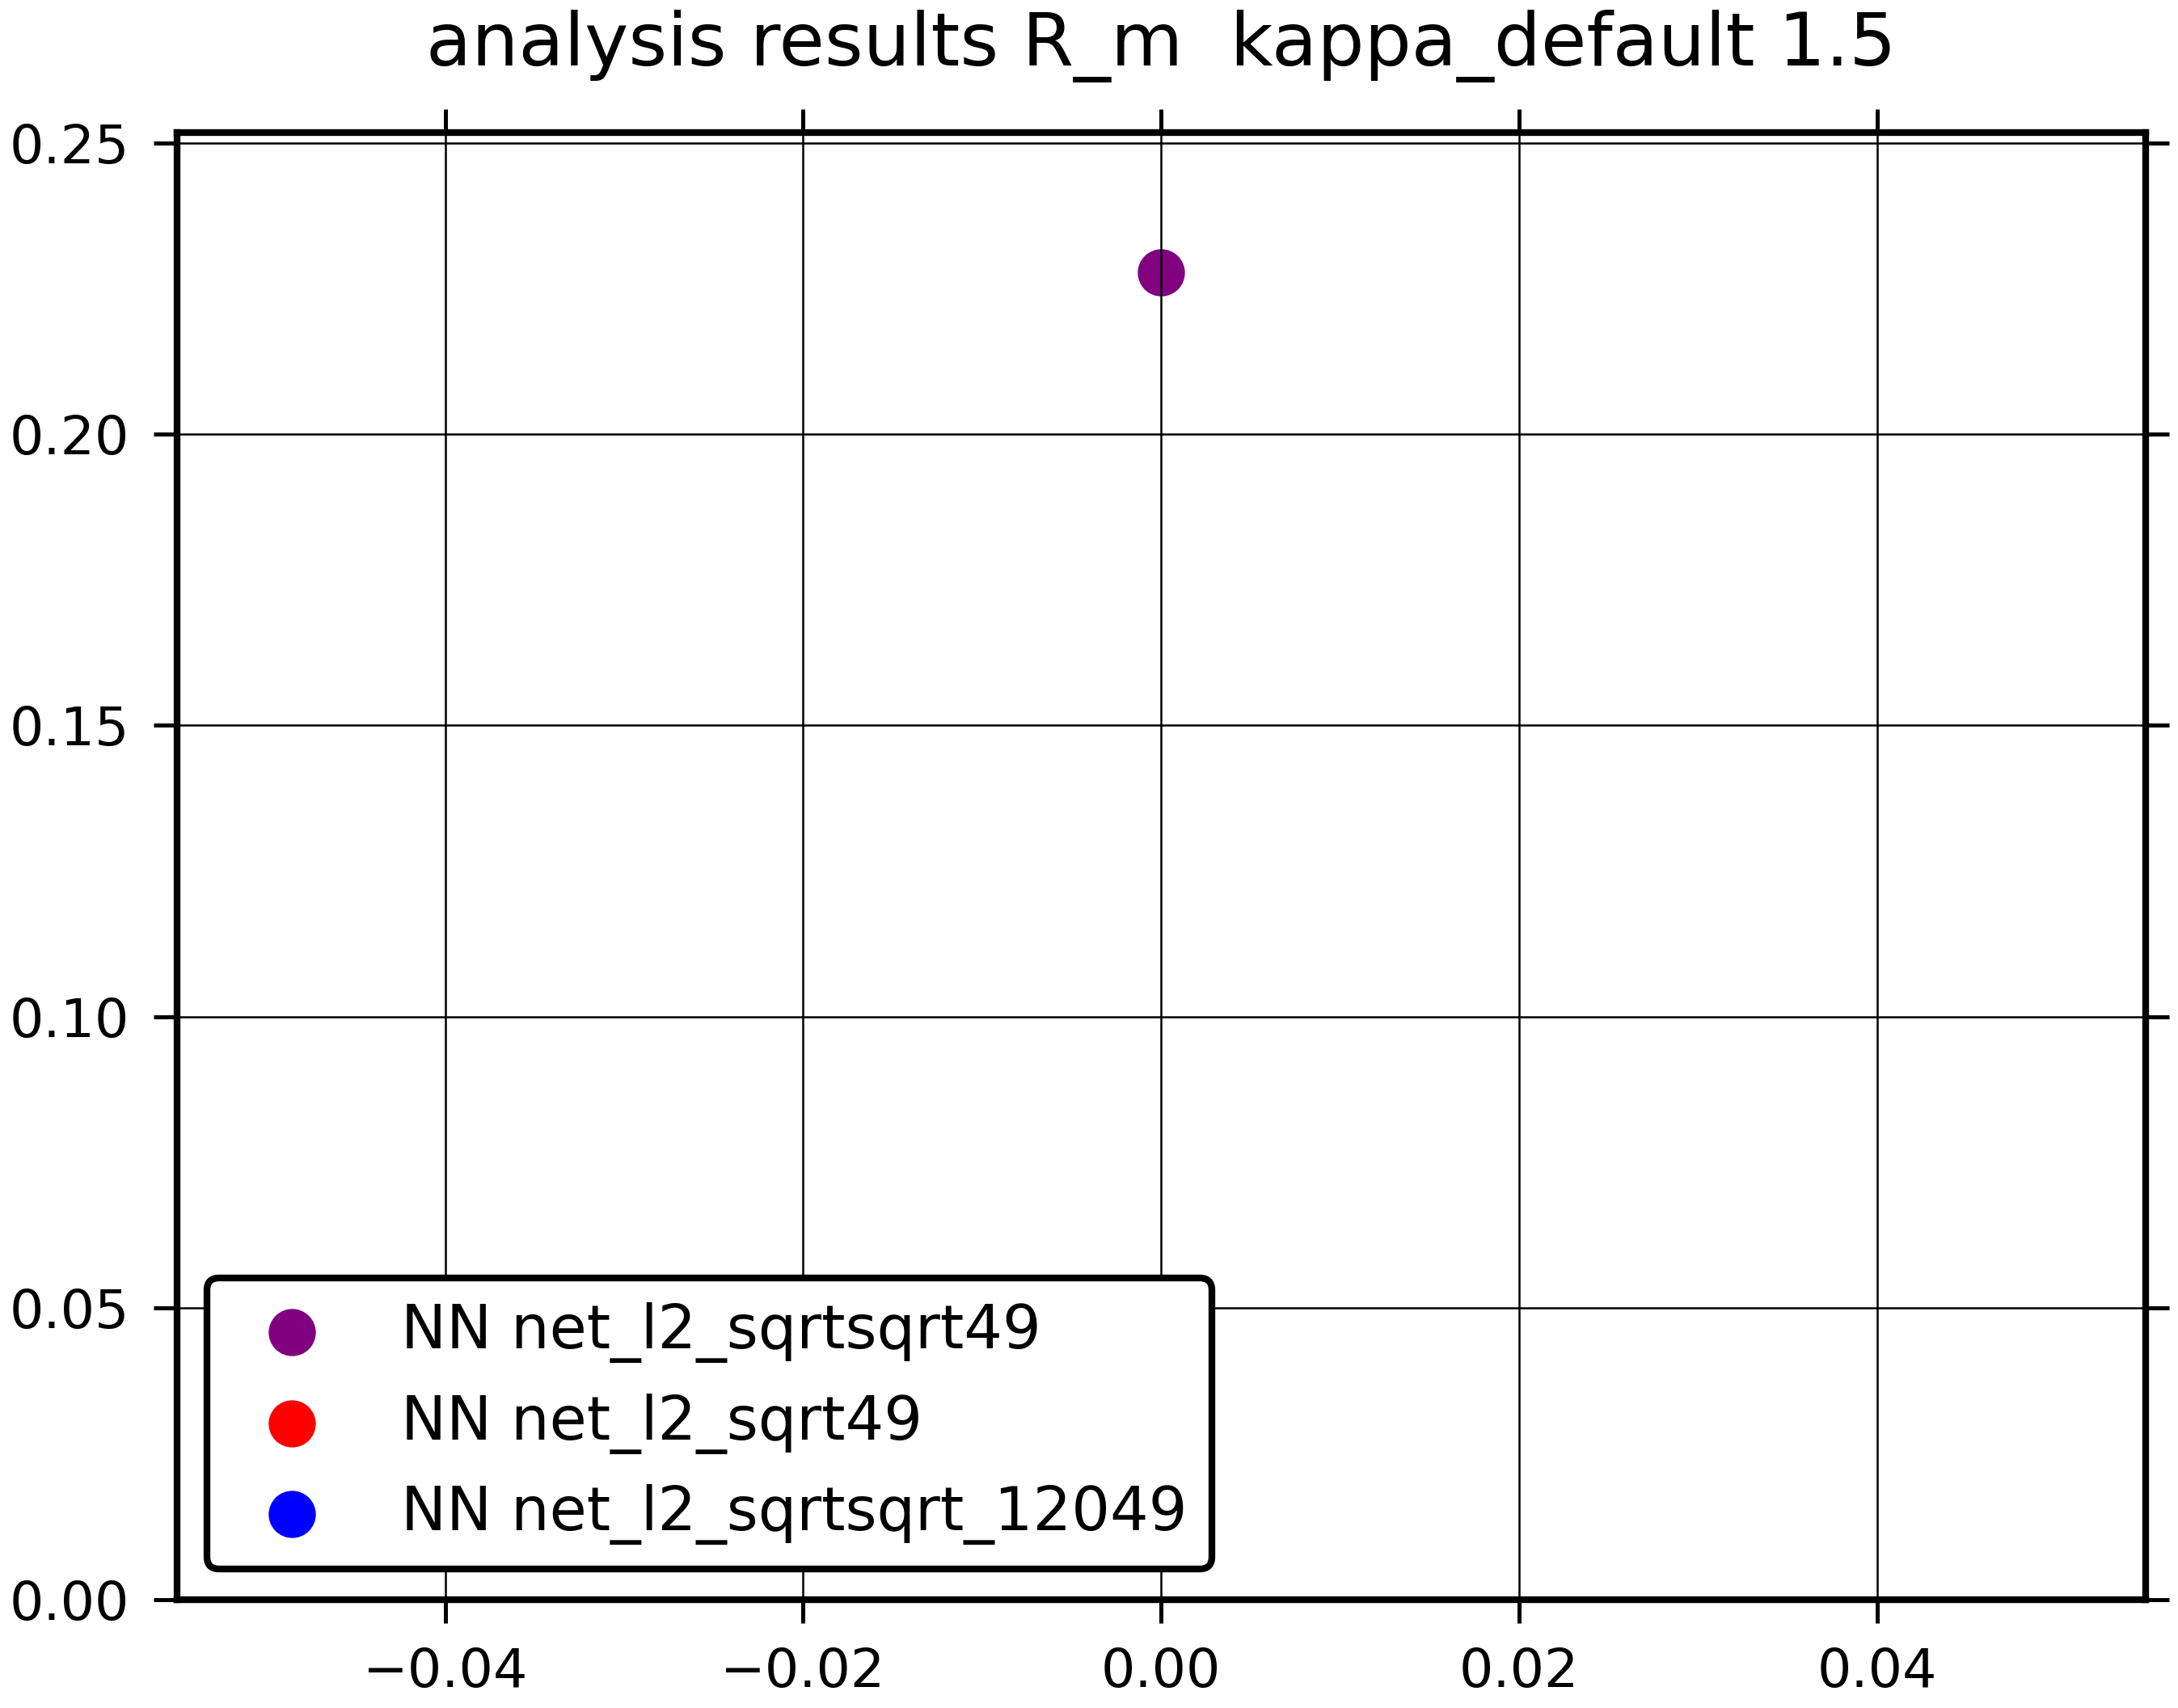 analysis results R_m  kappa_default 1.5
0.25
0.20
0.15
0.10
0.05
0.00
NN net_l2_sqrtsqrt49
NN net_l2_sqrt49
NN net_l2_sqrtsqrt_12049
−0.04 −0.02 0.00 0.02 0.04